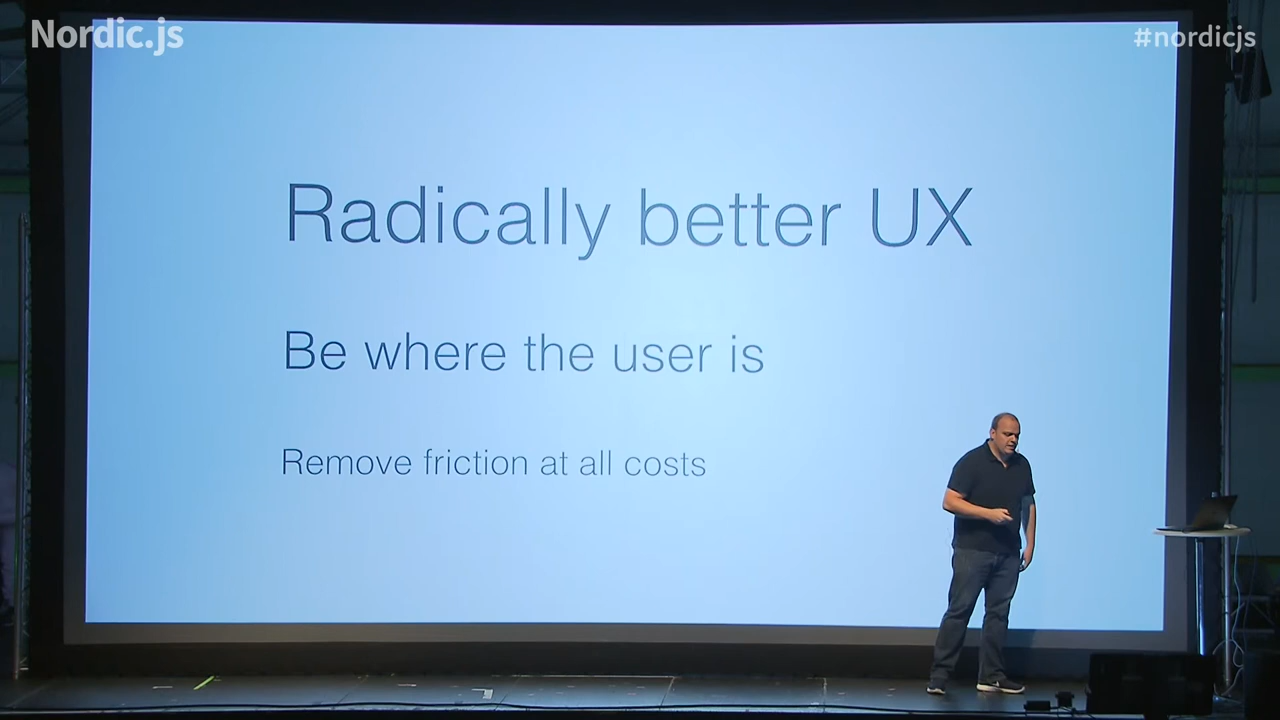 Nordic.js
#nordicjs
Radically better UX
Be where the user is
Remove friction at all costs